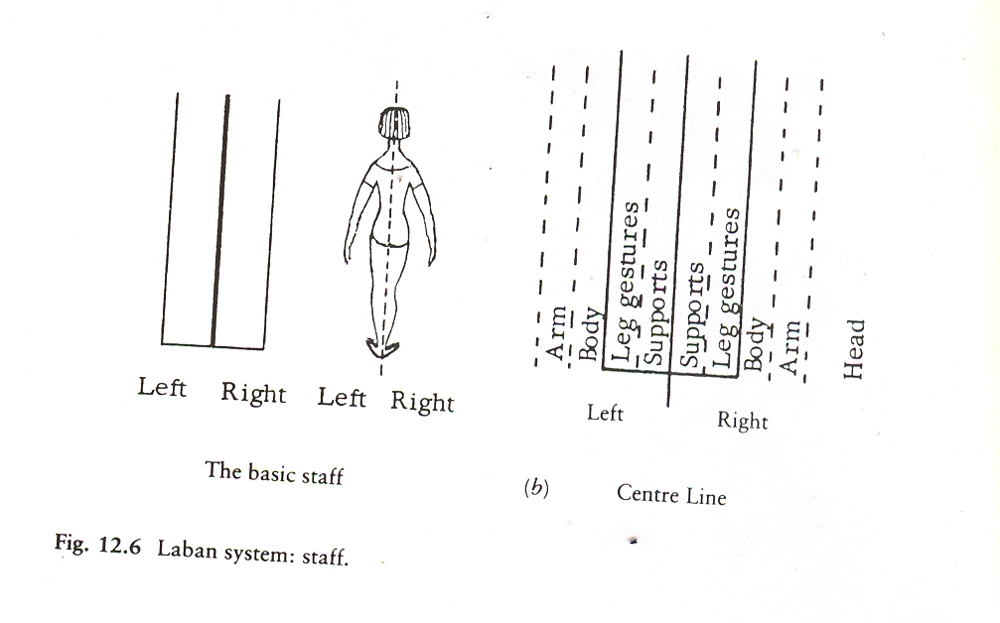 Left Right Left Right
The basic staff
Arm
Body
Leg gestures
Supports
Supports
Leg gestures
Body
Arm
Head
Left Right
(b) Centre Line
Fig. 12.6 Laban system: staff.